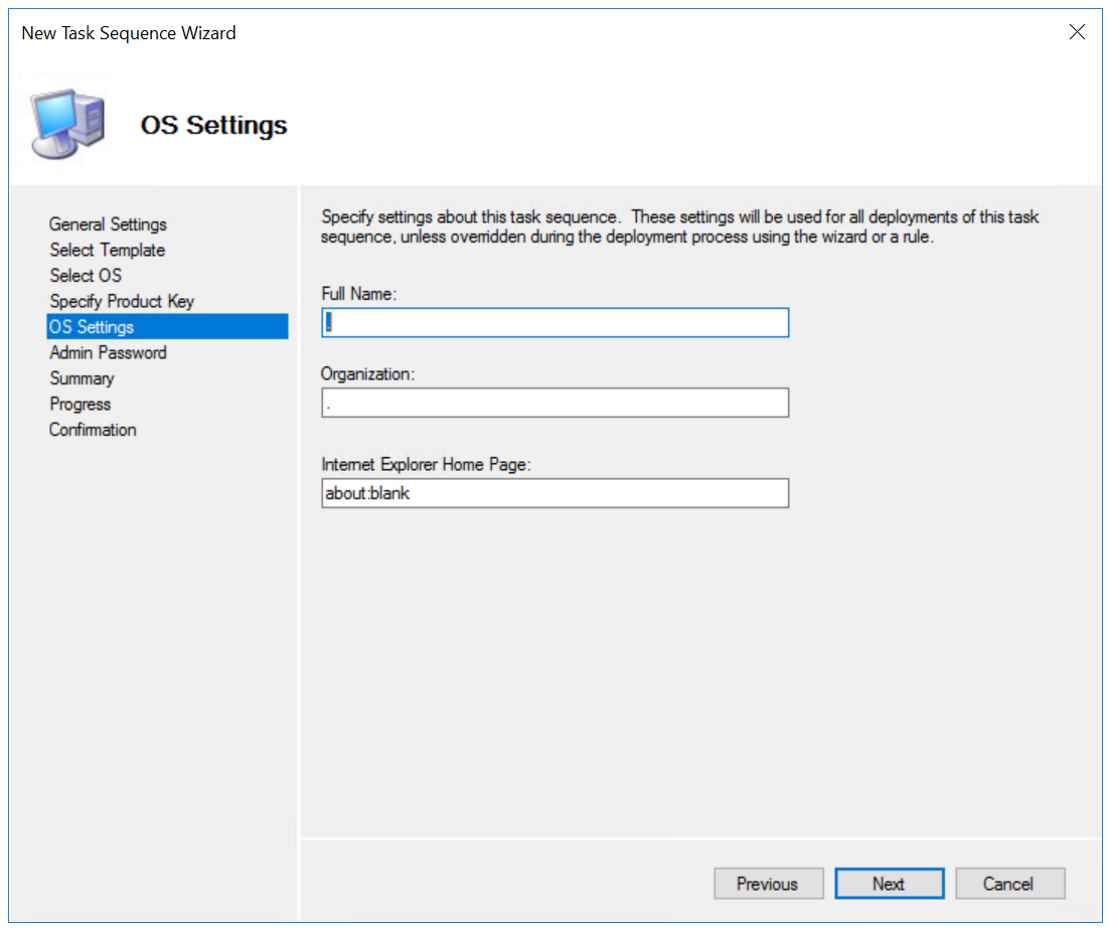 New Task Sequence Wizard
OS Settings
General Settings
Select Template
Select OS
Specify Product Key
OS Settings
Admin Password
Summary
Progress
Confirmation
Specify settings about this task sequence.  These settings will be used for all deployments of this task
sequence, unless overridden during the deployment process using the wizard or a rule.
Full Name:
.
Organization:
.
Internet Explorer Home Page:
about:blank
Previous
Next
Cancel